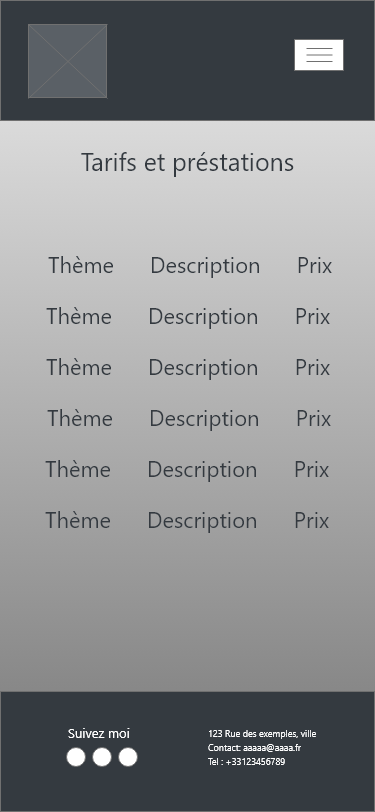 Tarifs et préstations
Thème Description Prix
Thème Description Prix
Thème Description Prix
Thème Description Prix
Thème Description Prix
Thème Description Prix
Suivez moi
123 Rue des exemples, ville
Contact: aaaaa@aaaa.fr
Tel : +33123456789